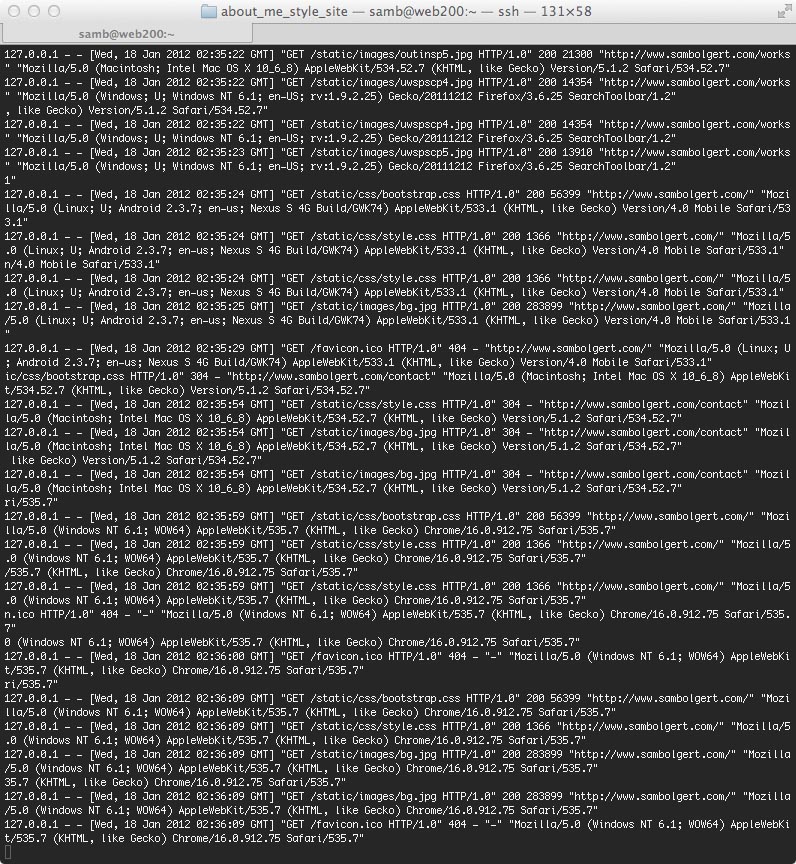 about_me_style_site — samb@web200:~ — ssh — 131×58
samb@web200:~
127.0.0.1 - - [Wed, 18 Jan 2012 02:35:22 GMT] "GET /static/images/outinsp5.jpg HTTP/1.0" 200 21300 "http://www.sambolgert.com/works
" "Mozilla/5.0 (Macintosh; Intel Mac OS X 10_6_8) AppleWebKit/534.52.7 (KHTML, like Gecko) Version/5.1.2 Safari/534.52.7"
127.0.0.1 - - [Wed, 18 Jan 2012 02:35:22 GMT] "GET /static/images/uwspscp4.jpg HTTP/1.0" 200 14354 "http://www.sambolgert.com/works
" "Mozilla/5.0 (Windows; U; Windows NT 6.1; en-US; rv:1.9.2.25) Gecko/20111212 Firefox/3.6.25 SearchToolbar/1.2"
, like Gecko) Version/5.1.2 Safari/534.52.7"
127.0.0.1 - - [Wed, 18 Jan 2012 02:35:22 GMT] "GET /static/images/uwspscp4.jpg HTTP/1.0" 200 14354 "http://www.sambolgert.com/works
" "Mozilla/5.0 (Windows; U; Windows NT 6.1; en-US; rv:1.9.2.25) Gecko/20111212 Firefox/3.6.25 SearchToolbar/1.2"
127.0.0.1 - - [Wed, 18 Jan 2012 02:35:23 GMT] "GET /static/images/uwspscp5.jpg HTTP/1.0" 200 13910 "http://www.sambolgert.com/works
" "Mozilla/5.0 (Windows; U; Windows NT 6.1; en-US; rv:1.9.2.25) Gecko/20111212 Firefox/3.6.25 SearchToolbar/1.2"
1"
127.0.0.1 - - [Wed, 18 Jan 2012 02:35:24 GMT] "GET /static/css/bootstrap.css HTTP/1.0" 200 56399 "http://www.sambolgert.com/" "Mozi
lla/5.0 (Linux; U; Android 2.3.7; en-us; Nexus S 4G Build/GWK74) AppleWebKit/533.1 (KHTML, like Gecko) Version/4.0 Mobile Safari/53
3.1"
127.0.0.1 - - [Wed, 18 Jan 2012 02:35:24 GMT] "GET /static/css/style.css HTTP/1.0" 200 1366 "http://www.sambolgert.com/" "Mozilla/5
.0 (Linux; U; Android 2.3.7; en-us; Nexus S 4G Build/GWK74) AppleWebKit/533.1 (KHTML, like Gecko) Version/4.0 Mobile Safari/533.1"
n/4.0 Mobile Safari/533.1"
127.0.0.1 - - [Wed, 18 Jan 2012 02:35:24 GMT] "GET /static/css/style.css HTTP/1.0" 200 1366 "http://www.sambolgert.com/" "Mozilla/5
.0 (Linux; U; Android 2.3.7; en-us; Nexus S 4G Build/GWK74) AppleWebKit/533.1 (KHTML, like Gecko) Version/4.0 Mobile Safari/533.1"
127.0.0.1 - - [Wed, 18 Jan 2012 02:35:25 GMT] "GET /static/images/bg.jpg HTTP/1.0" 200 283899 "http://www.sambolgert.com/" "Mozilla
/5.0 (Linux; U; Android 2.3.7; en-us; Nexus S 4G Build/GWK74) AppleWebKit/533.1 (KHTML, like Gecko) Version/4.0 Mobile Safari/533.1
"
127.0.0.1 - - [Wed, 18 Jan 2012 02:35:29 GMT] "GET /favicon.ico HTTP/1.0" 404 - "http://www.sambolgert.com/" "Mozilla/5.0 (Linux; U
; Android 2.3.7; en-us; Nexus S 4G Build/GWK74) AppleWebKit/533.1 (KHTML, like Gecko) Version/4.0 Mobile Safari/533.1"
ic/css/bootstrap.css HTTP/1.0" 304 - "http://www.sambolgert.com/contact" "Mozilla/5.0 (Macintosh; Intel Mac OS X 10_6_8) AppleWebKi
t/534.52.7 (KHTML, like Gecko) Version/5.1.2 Safari/534.52.7"
127.0.0.1 - - [Wed, 18 Jan 2012 02:35:54 GMT] "GET /static/css/style.css HTTP/1.0" 304 - "http://www.sambolgert.com/contact" "Mozil
la/5.0 (Macintosh; Intel Mac OS X 10_6_8) AppleWebKit/534.52.7 (KHTML, like Gecko) Version/5.1.2 Safari/534.52.7"
127.0.0.1 - - [Wed, 18 Jan 2012 02:35:54 GMT] "GET /static/images/bg.jpg HTTP/1.0" 304 - "http://www.sambolgert.com/contact" "Mozil
la/5.0 (Macintosh; Intel Mac OS X 10_6_8) AppleWebKit/534.52.7 (KHTML, like Gecko) Version/5.1.2 Safari/534.52.7"
 like Gecko) Version/5.1.2 Safari/534.52.7"
127.0.0.1 - - [Wed, 18 Jan 2012 02:35:54 GMT] "GET /static/images/bg.jpg HTTP/1.0" 304 - "http://www.sambolgert.com/contact" "Mozil
la/5.0 (Macintosh; Intel Mac OS X 10_6_8) AppleWebKit/534.52.7 (KHTML, like Gecko) Version/5.1.2 Safari/534.52.7"
ri/535.7"
127.0.0.1 - - [Wed, 18 Jan 2012 02:35:59 GMT] "GET /static/css/bootstrap.css HTTP/1.0" 200 56399 "http://www.sambolgert.com/" "Mozi
lla/5.0 (Windows NT 6.1; WOW64) AppleWebKit/535.7 (KHTML, like Gecko) Chrome/16.0.912.75 Safari/535.7"
127.0.0.1 - - [Wed, 18 Jan 2012 02:35:59 GMT] "GET /static/css/style.css HTTP/1.0" 200 1366 "http://www.sambolgert.com/" "Mozilla/5
.0 (Windows NT 6.1; WOW64) AppleWebKit/535.7 (KHTML, like Gecko) Chrome/16.0.912.75 Safari/535.7"
/535.7 (KHTML, like Gecko) Chrome/16.0.912.75 Safari/535.7"
127.0.0.1 - - [Wed, 18 Jan 2012 02:35:59 GMT] "GET /static/css/style.css HTTP/1.0" 200 1366 "http://www.sambolgert.com/" "Mozilla/5
.0 (Windows NT 6.1; WOW64) AppleWebKit/535.7 (KHTML, like Gecko) Chrome/16.0.912.75 Safari/535.7"
n.ico HTTP/1.0" 404 - "-" "Mozilla/5.0 (Windows NT 6.1; WOW64) AppleWebKit/535.7 (KHTML, like Gecko) Chrome/16.0.912.75 Safari/535.
7"
0 (Windows NT 6.1; WOW64) AppleWebKit/535.7 (KHTML, like Gecko) Chrome/16.0.912.75 Safari/535.7"
127.0.0.1 - - [Wed, 18 Jan 2012 02:36:00 GMT] "GET /favicon.ico HTTP/1.0" 404 - "-" "Mozilla/5.0 (Windows NT 6.1; WOW64) AppleWebKi
t/535.7 (KHTML, like Gecko) Chrome/16.0.912.75 Safari/535.7"
ri/535.7"
127.0.0.1 - - [Wed, 18 Jan 2012 02:36:09 GMT] "GET /static/css/bootstrap.css HTTP/1.0" 200 56399 "http://www.sambolgert.com/" "Mozi
lla/5.0 (Windows NT 6.1; WOW64) AppleWebKit/535.7 (KHTML, like Gecko) Chrome/16.0.912.75 Safari/535.7"
127.0.0.1 - - [Wed, 18 Jan 2012 02:36:09 GMT] "GET /static/css/style.css HTTP/1.0" 200 1366 "http://www.sambolgert.com/" "Mozilla/5
.0 (Windows NT 6.1; WOW64) AppleWebKit/535.7 (KHTML, like Gecko) Chrome/16.0.912.75 Safari/535.7"
127.0.0.1 - - [Wed, 18 Jan 2012 02:36:09 GMT] "GET /static/images/bg.jpg HTTP/1.0" 200 283899 "http://www.sambolgert.com/" "Mozilla
/5.0 (Windows NT 6.1; WOW64) AppleWebKit/535.7 (KHTML, like Gecko) Chrome/16.0.912.75 Safari/535.7"
35.7 (KHTML, like Gecko) Chrome/16.0.912.75 Safari/535.7"
127.0.0.1 - - [Wed, 18 Jan 2012 02:36:09 GMT] "GET /static/images/bg.jpg HTTP/1.0" 200 283899 "http://www.sambolgert.com/" "Mozilla
/5.0 (Windows NT 6.1; WOW64) AppleWebKit/535.7 (KHTML, like Gecko) Chrome/16.0.912.75 Safari/535.7"
127.0.0.1 - - [Wed, 18 Jan 2012 02:36:09 GMT] "GET /favicon.ico HTTP/1.0" 404 - "-" "Mozilla/5.0 (Windows NT 6.1; WOW64) AppleWebKi
t/535.7 (KHTML, like Gecko) Chrome/16.0.912.75 Safari/535.7"